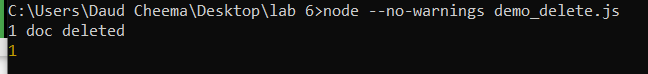 C:\Users\Daud Cheema\Desktop\lab 6>node --no-warnings demo_delete.js
1 doc deleted
1